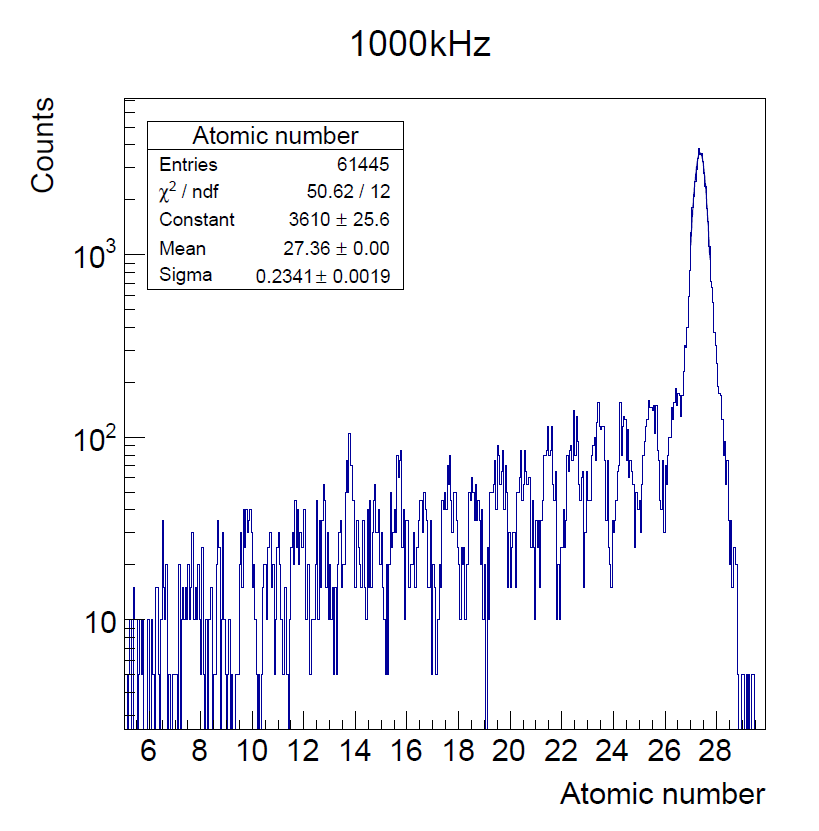 1000kHz
Counts
Atomic number
Entries 61445
χ² / ndf 50.62 / 12
Constant 3610 ± 25.6
Mean 27.36 ± 0.00
Sigma 0.2341± 0.0019
10³
10²
10
6 8 10 12 14 16 18 20 22 24 26 28
Atomic number